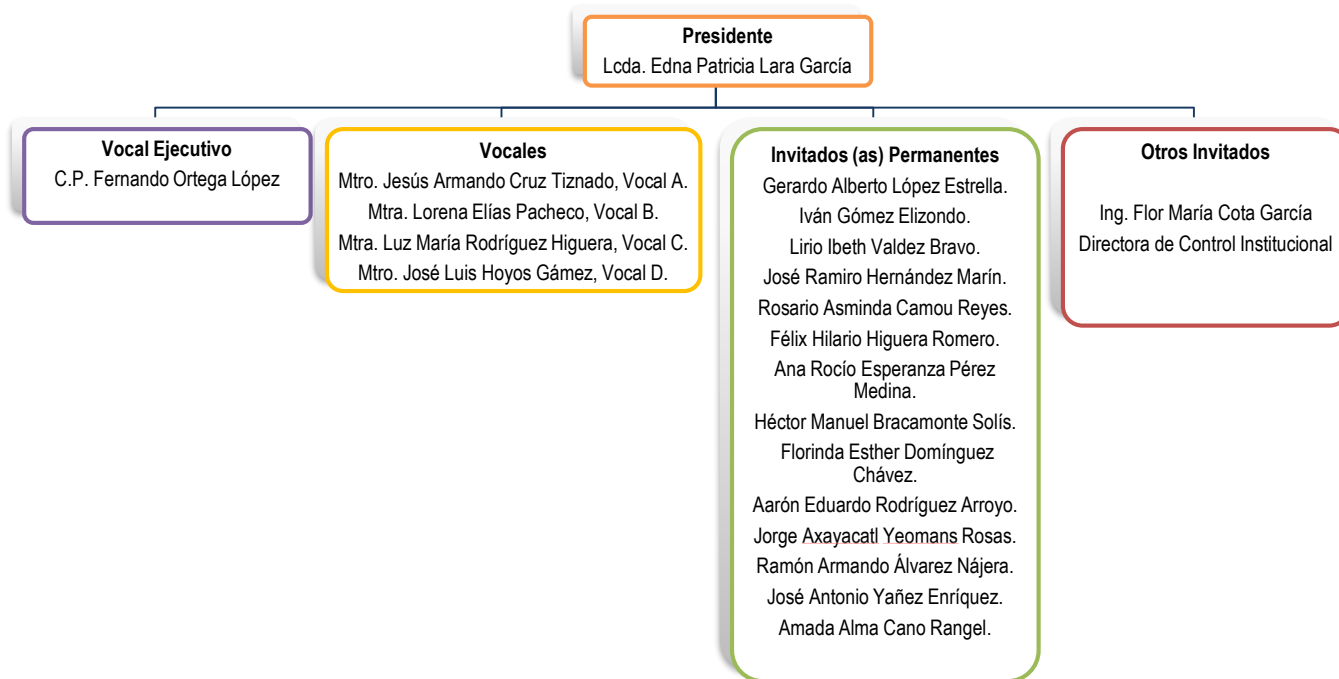 Presidente
Lcda. Edna Patricia Lara García
Vocal Ejecutivo
C.P. Fernando Ortega López
Vocales
Mtro. Jesús Armando Cruz Tiznado, Vocal A.
Mtra. Lorena Elías Pacheco, Vocal B.
Mtra. Luz María Rodríguez Higuera, Vocal C.
Mtro. José Luis Hoyos Gámez, Vocal D.
Invitados (as) Permanentes
Gerardo Alberto López Estrella.
Iván Gómez Elizondo.
Lirio Ibeth Valdez Bravo.
José Ramiro Hernández Marín.
Rosario Asminda Camou Reyes.
Félix Hilario Higuera Romero.
Ana Rocío Esperanza Pérez
Medina.
Héctor Manuel Bracamonte Solís.
Florinda Esther Domínguez
Chávez.
Aarón Eduardo Rodríguez Arroyo.
Jorge Axayacatl Yeomans Rosas.
Ramón Armando Álvarez Nájera.
José Antonio Yañez Enríquez.
Amada Alma Cano Rangel.
Otros Invitados
Ing. Flor María Cota García
Directora de Control Institucional